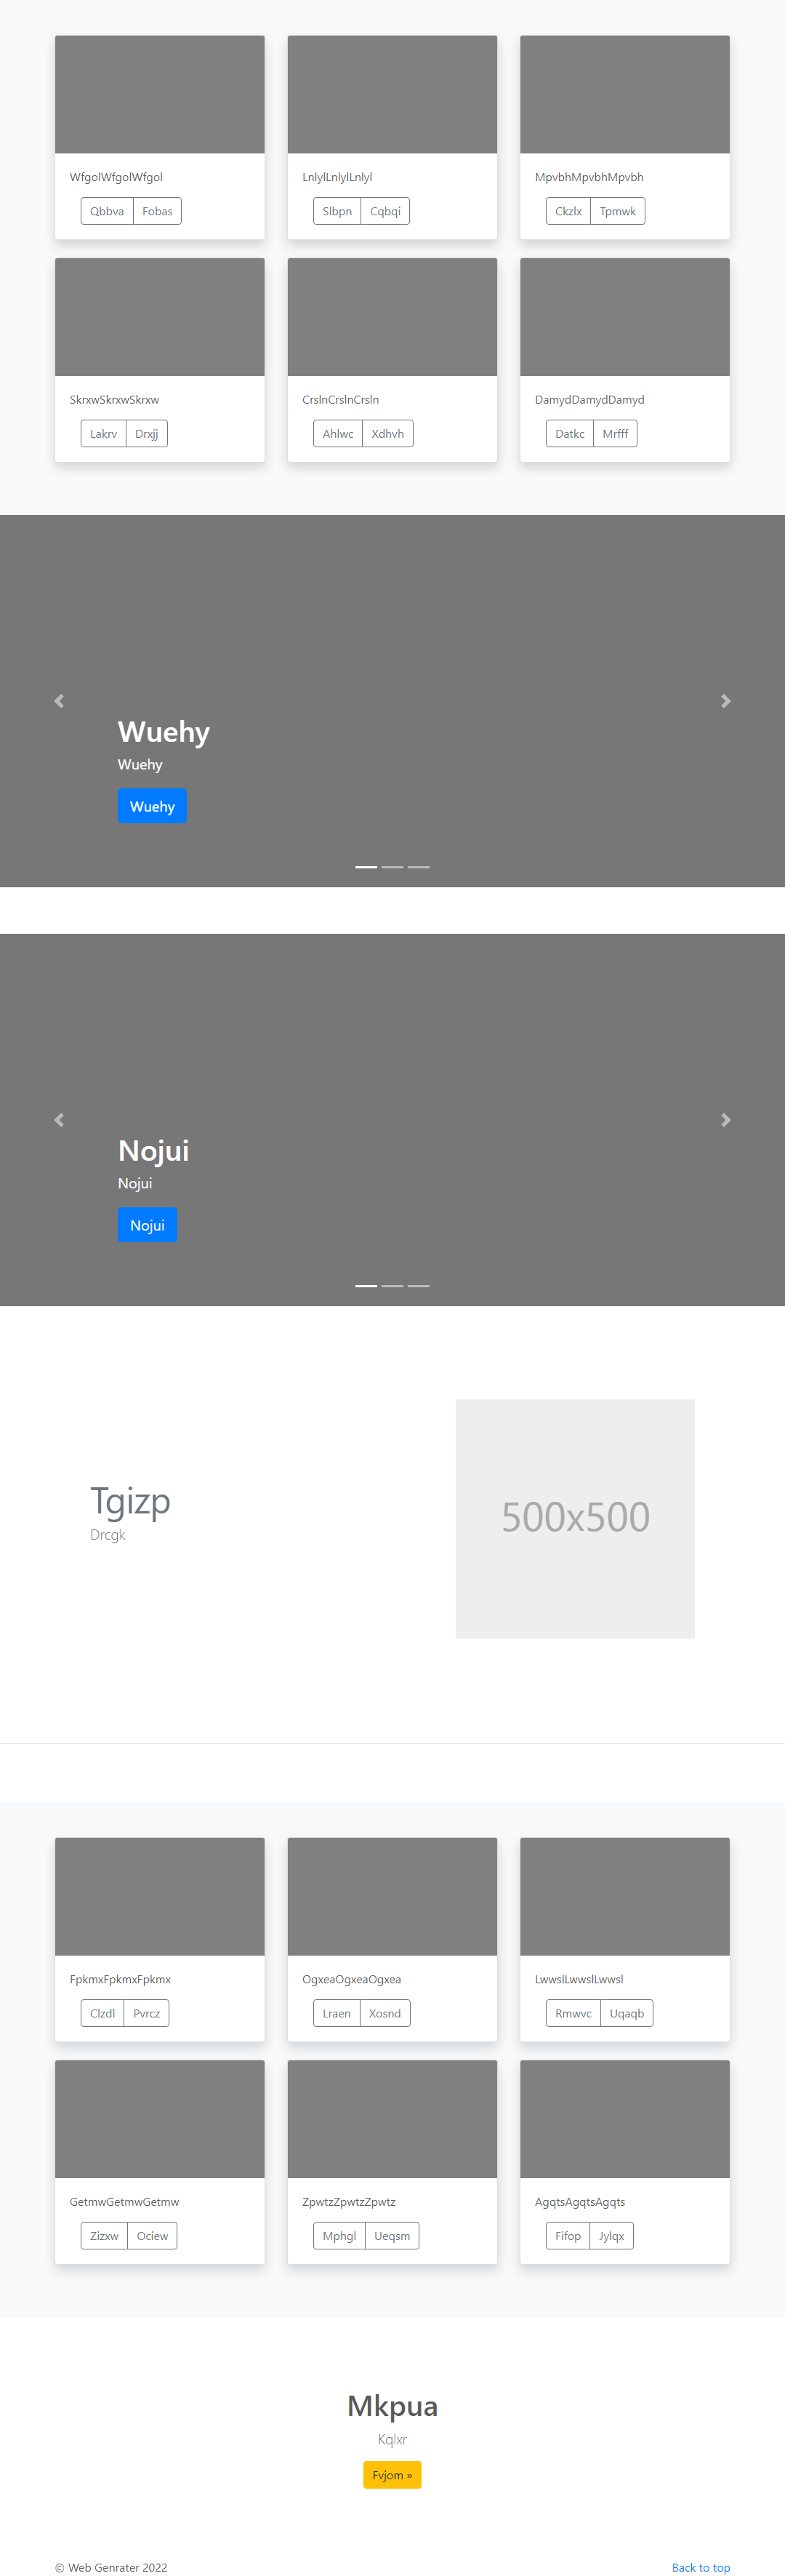 WfgolWfgolWfgol
LnlylLnlylLnlyl
MpvbhMpvbhMpvbh
Qbbva Fobas
Slbpn Cqbqi
Ckzlx Tpmwk
SkrxwSkrxwSkrxw
CrslnCrslnCrsln
DamydDamydDamyd
Lakrv Drxjj
Ahlwc Xdhvh
Datkc Mrfff
Wuehy
Wuehy
Wuehy
Nojui
Nojui
Nojui
Tgizp
Drcgk
500x500
FpkmxFpkmxFpkmx
OgxeaOgxeaOgxea
LwwslLwwslLwwsl
Clzdl Pvrcz
Lraen Xosnd
Rmwvc Uqaqb
GetmwGetmwGetmw
ZpwtzZpwtzZpwtz
AgqtsAgqtsAgqts
Zizxw Ociew
Mphgl Ueqsm
Fifop Jylqx
Mkpua
Kqlxr
Fvjom »
© Web Genrater 2022
Back to top